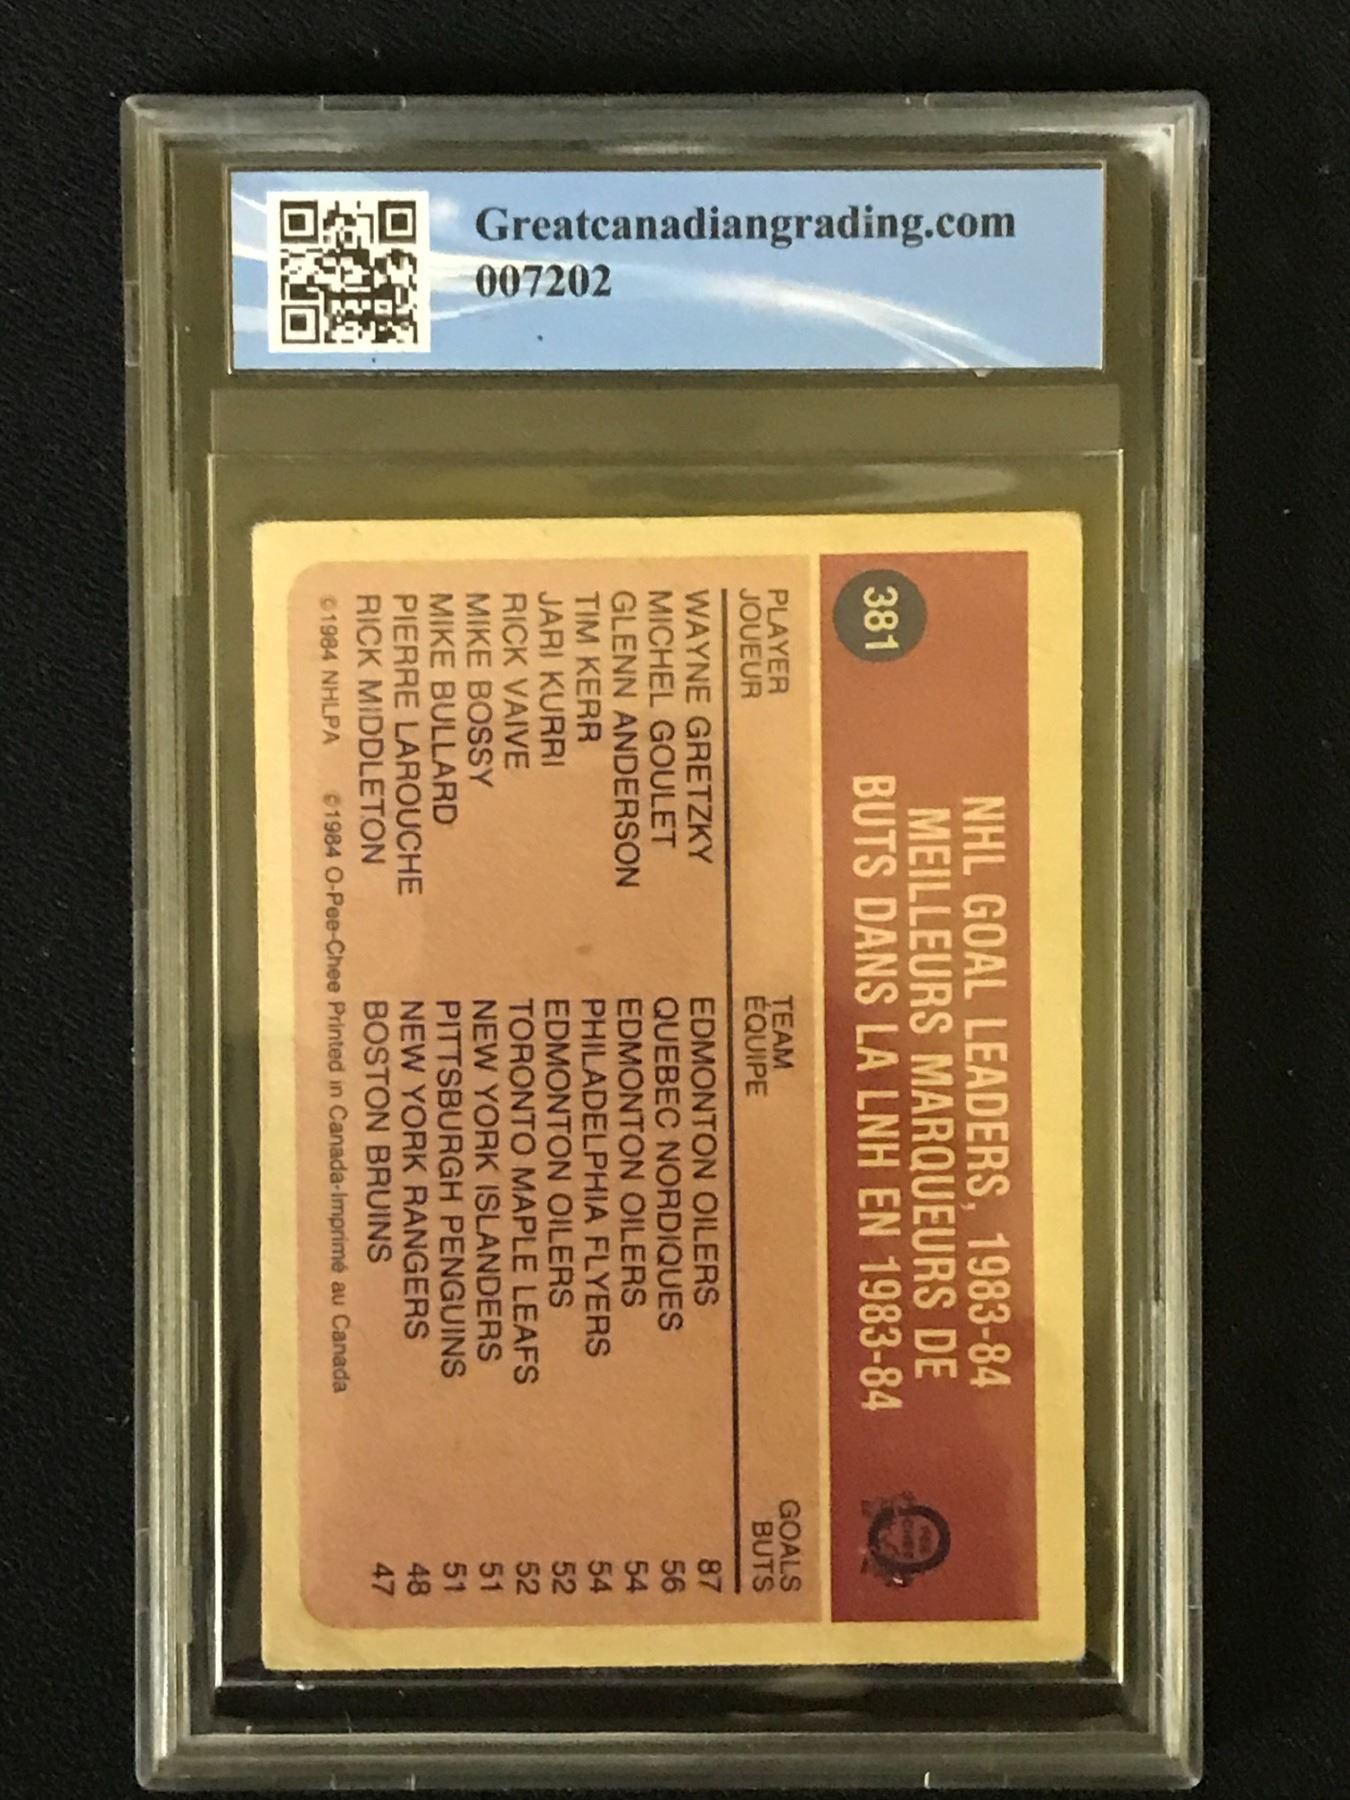 Greatcanadiangrading.com
007202
381
NHL GOAL LEADERS, 1983-84
MEILLEURS MARQUEURS DE
BUTS DANS LA LNH EN 1983-84
PLAYER TEAM GOALS
JOUEUR ÉQUIPE BUTS
WAYNE GRETZKY EDMONTON OILERS 87
MICHEL GOULET QUEBEC NORDIQUES 56
GLENN ANDERSON EDMONTON OILERS 54
TIM KERR PHILADELPHIA FLYERS 54
JARI KURRI EDMONTON OILERS 52
RICK VAIVE TORONTO MAPLE LEAFS 52
MIKE BOSSY NEW YORK ISLANDERS 51
MIKE BULLARD PITTSBURGH PENGUINS 51
PIERRE LAROUCHE NEW YORK RANGERS 48
RICK MIDDLETON BOSTON BRUINS 47
©1984 NHLPA ©1984 O-Pee-Chee Printed in Canada-Imprimé au Canada